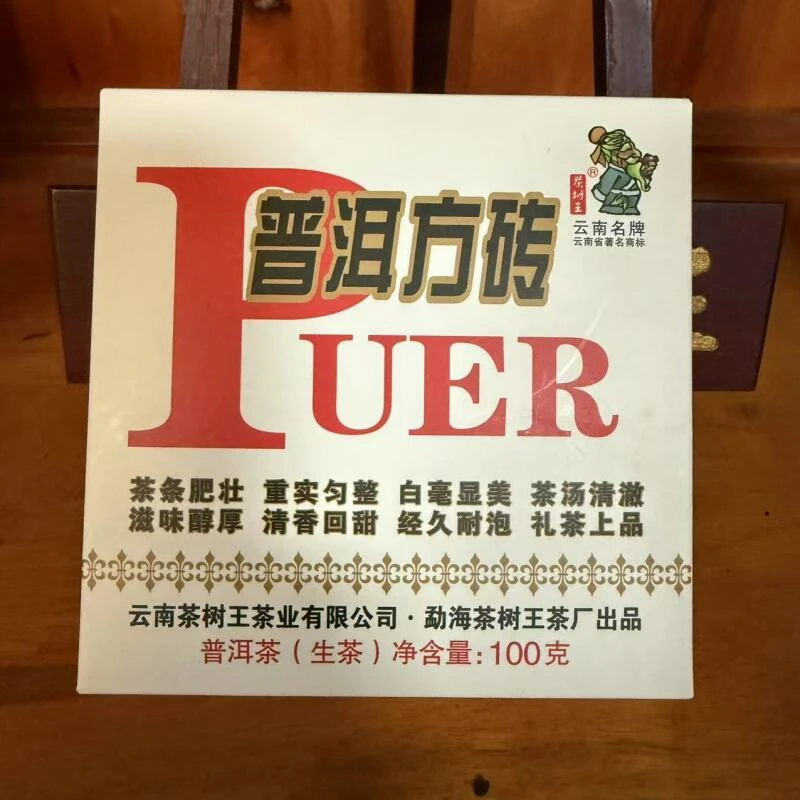 茶树王
®
云南名牌
云南省著名商标
普洱方砖
PUER
茶条肥壮 重实匀整 白毫显美 茶汤清澈
滋味醇厚 清香回甜 经久耐泡 礼茶上品
云南茶树王茶业有限公司·勐海茶树王茶厂出品
普洱茶(生茶)净含量:100克